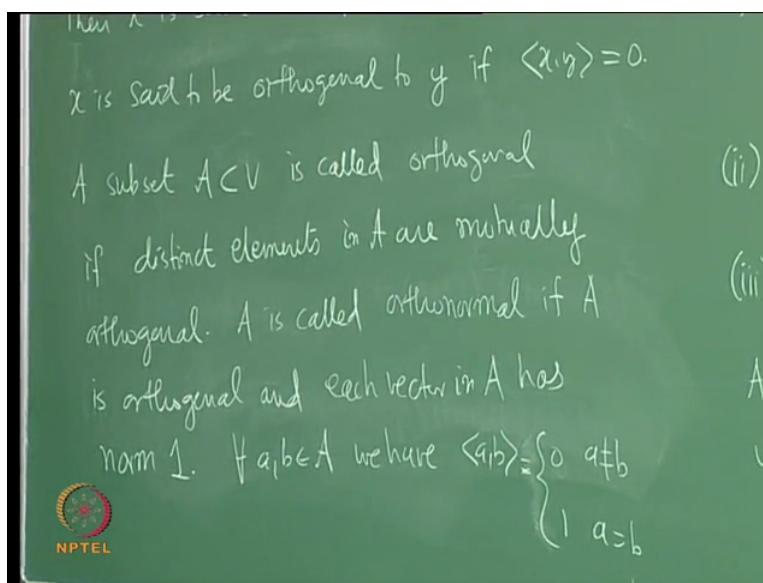 Then x is
x is said to be orthogonal to y if ⟨x,y⟩ = 0.
A subset A ⊂ V is called orthogonal
if distinct elements in A are mutually
orthogonal. A is called orthonormal if A
is orthogonal and each vector in A has
norm 1. ∀ a,b ∈ A we have ⟨a,b⟩ = { 0 a≠b
1 a=b
(ii)
(iii
A
NPTEL